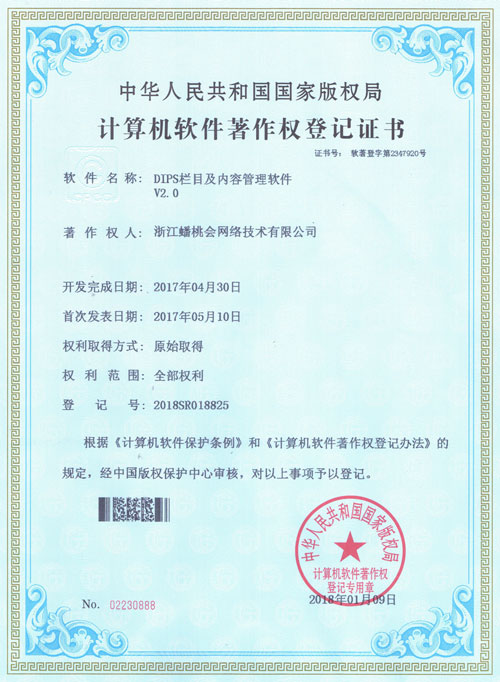 中华人民共和国国家版权局
计算机软件著作权登记证书
证书号： 软著登字第2347920号
软件名称： DIPS栏目及内容管理软件
V2.0
著作权人： 浙江蟠桃会网络技术有限公司
开发完成日期： 2017年04月30日
首次发表日期： 2017年05月10日
权利取得方式： 原始取得
权利范围： 全部权利
登记号： 2018SR018825
根据《计算机软件保护条例》和《计算机软件著作权登记办法》的
规定，经中国版权保护中心审核，对以上事项予以登记。
中华人民共和国国家版权局
计算机软件著作权
登记专用章
No. 02230888
2018年01月09日